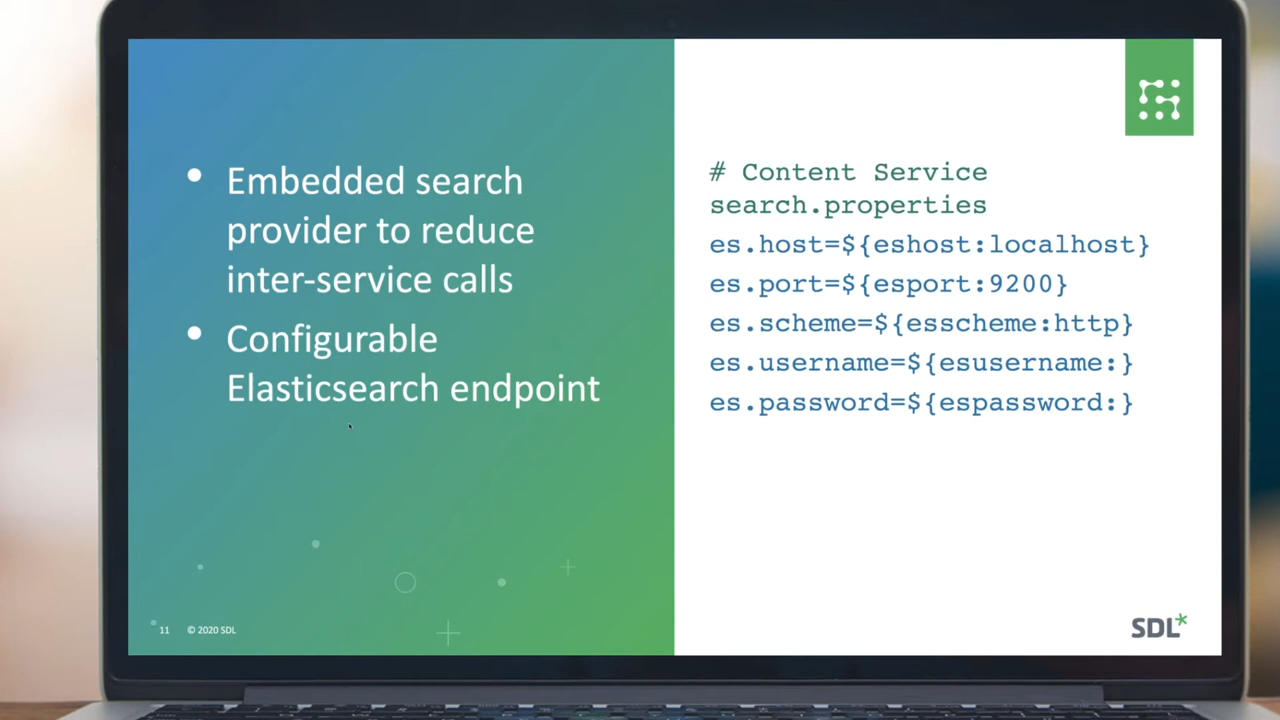 • Embedded search
provider to reduce
inter-service calls
• Configurable
Elasticsearch endpoint
# Content Service
search.properties
es.host=${eshost:localhost}
es.port=${esport:9200}
es.scheme=${esscheme:http}
es.username=${esusername:}
es.password=${espassword:}
11 © 2020 SDL
SDL*